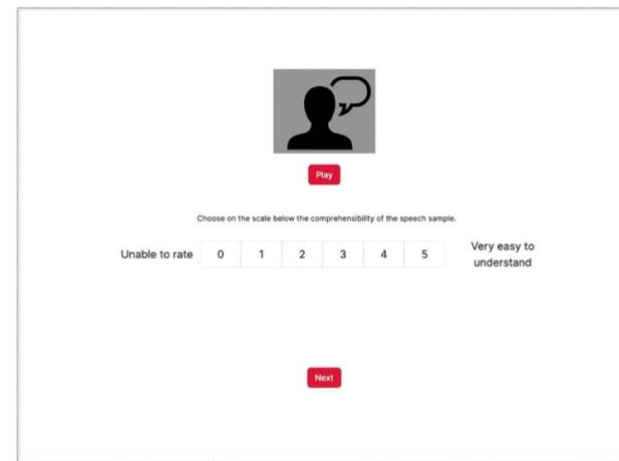 Play
Choose on the scale below the comprehensibility of the speech sample.
Unable to rate 0 1 2 3 4 5 Very easy to understand
Next